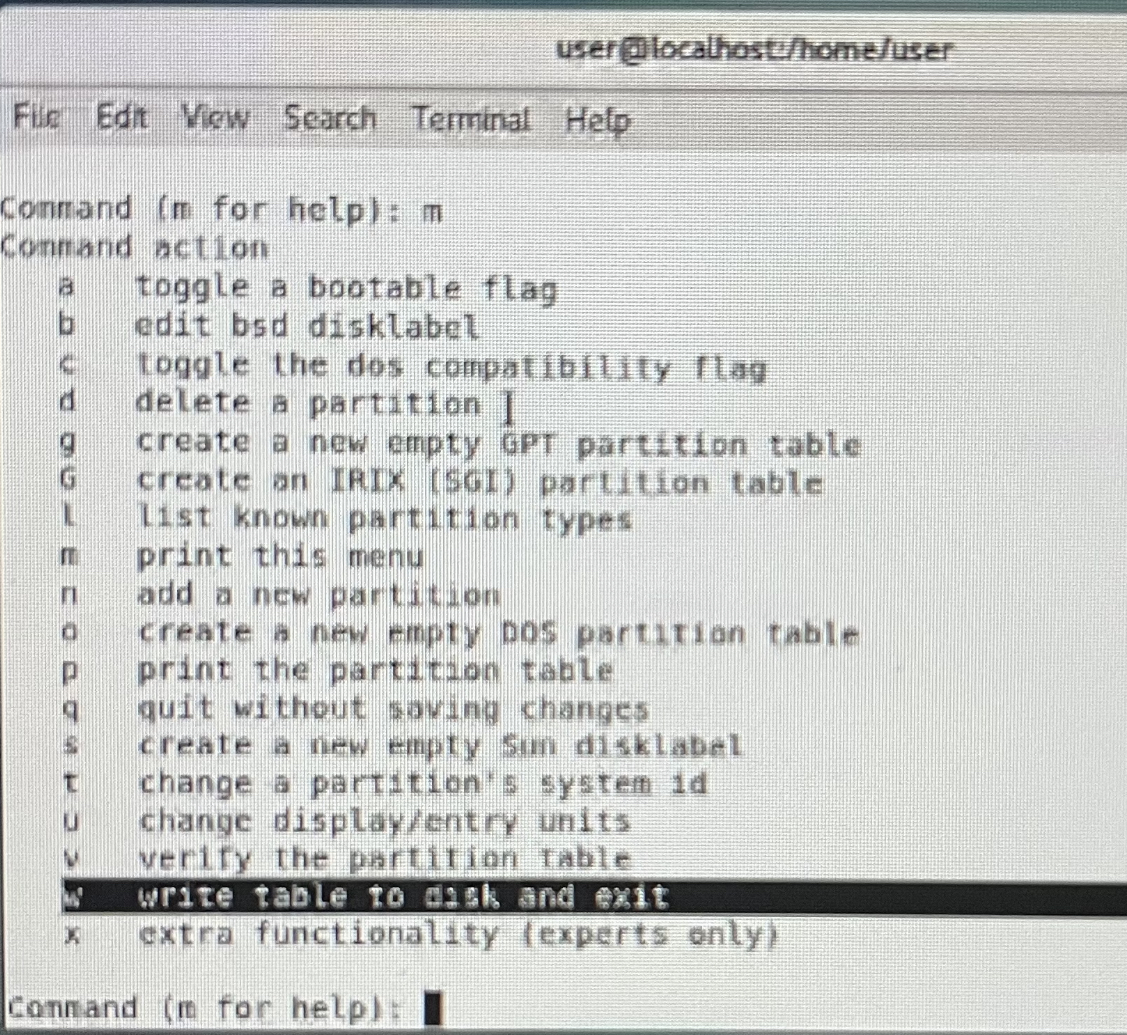 user@localhost:/home/user
File Edit View Search Terminal Help
Command (m for help): m
Command action
a toggle a bootable flag
b edit bsd disklabel
c toggle the dos compatibility flag
d delete a partition
g create a new empty GPT partition table
G create an IRIX (SGI) partition table
l list known partition types
m print this menu
n add a new partition
o create a new empty DOS partition table
p print the partition table
q quit without saving changes
s create a new empty Sun disklabel
t change a partition's system id
u change display/entry units
v verify the partition table
w write table to disk and exit
x extra functionality (experts only)
Command (m for help):